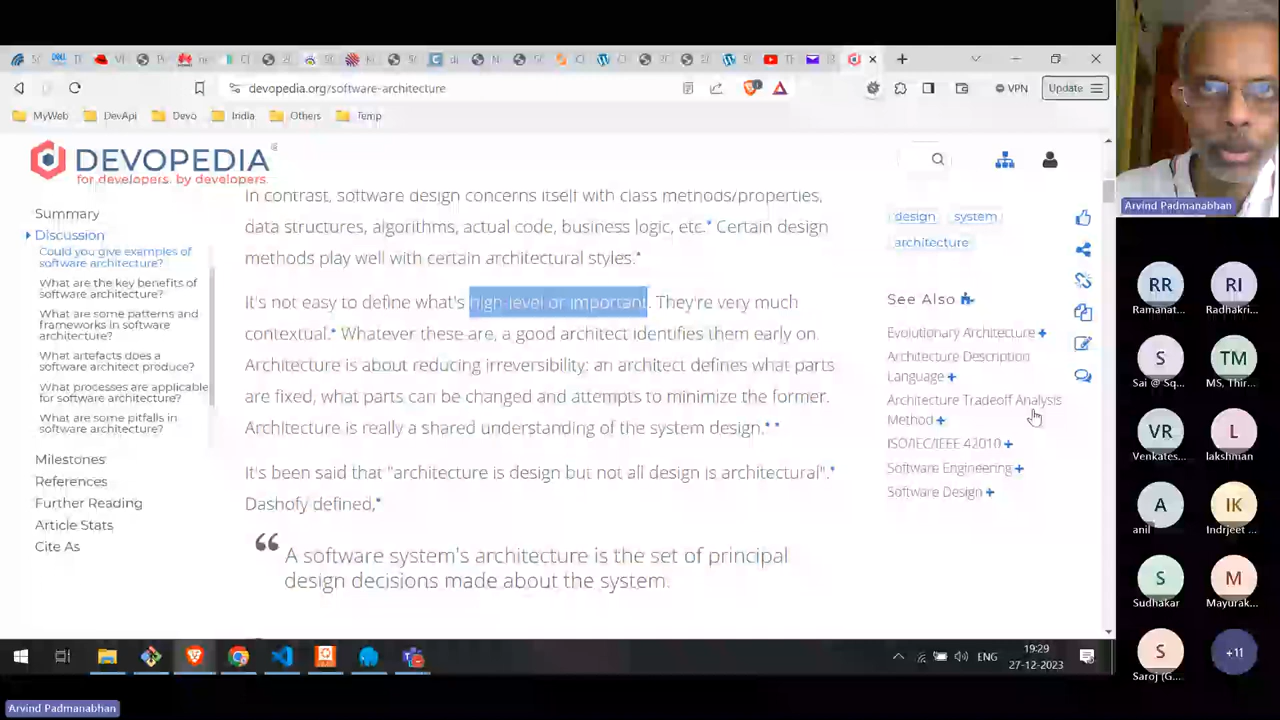 devopedia.org/software-architecture
VPN
Update
MyWeb
DevApi
Devo
India
Others
Temp
DEVOPEDIA
for developers. by developers.
Summary
Discussion
Could you give examples of
software architecture?
What are the key benefits of
software architecture?
What are some patterns and
frameworks in software
architecture?
What artefacts does a
software architect produce?
What processes are applicable
for software architecture?
What are some pitfalls in
software architecture?
Milestones
References
Further Reading
Article Stats
Cite As
In contrast, software design concerns itself with class methods/properties,
data structures, algorithms, actual code, business logic, etc.* Certain design
methods play well with certain architectural styles.*
It's not easy to define what's high-level or important. They're very much
contextual.* Whatever these are, a good architect identifies them early on.
Architecture is about reducing irreversibility: an architect defines what parts
are fixed, what parts can be changed and attempts to minimize the former.
Architecture is really a shared understanding of the system design.* *
It's been said that "architecture is design but not all design is architectural".*
Dashofy defined,*
“ A software system's architecture is the set of principal
design decisions made about the system.
design
system
architecture
See Also
Evolutionary Architecture +
Architecture Description
Language +
Architecture Tradeoff Analysis
Method +
ISO/IEC/IEEE 42010 +
Software Engineering +
Software Design +
ENG
19:29
27-12-2023
Arvind Padmanabhan
Arvind Padmanabhan
RR
Ramanat...
RI
Radhakri...
S
Sai @ Sq...
TM
MS, Thir...
VR
Venkates...
L
lakshman
A
anil
IK
Indrjeet ...
S
Sudhakar
M
Mayurak...
S
Saroj (G...
+11